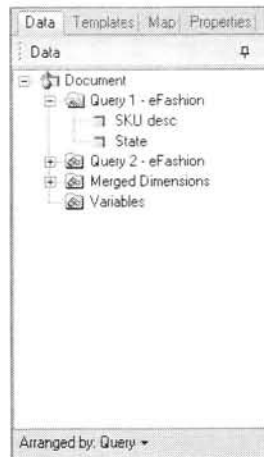 Data Templates Map Properties
Data
Document
Query 1 - eFashion
SKU desc
State
Query 2 - eFashion
Merged Dimensions
Variables
Arranged by: Query